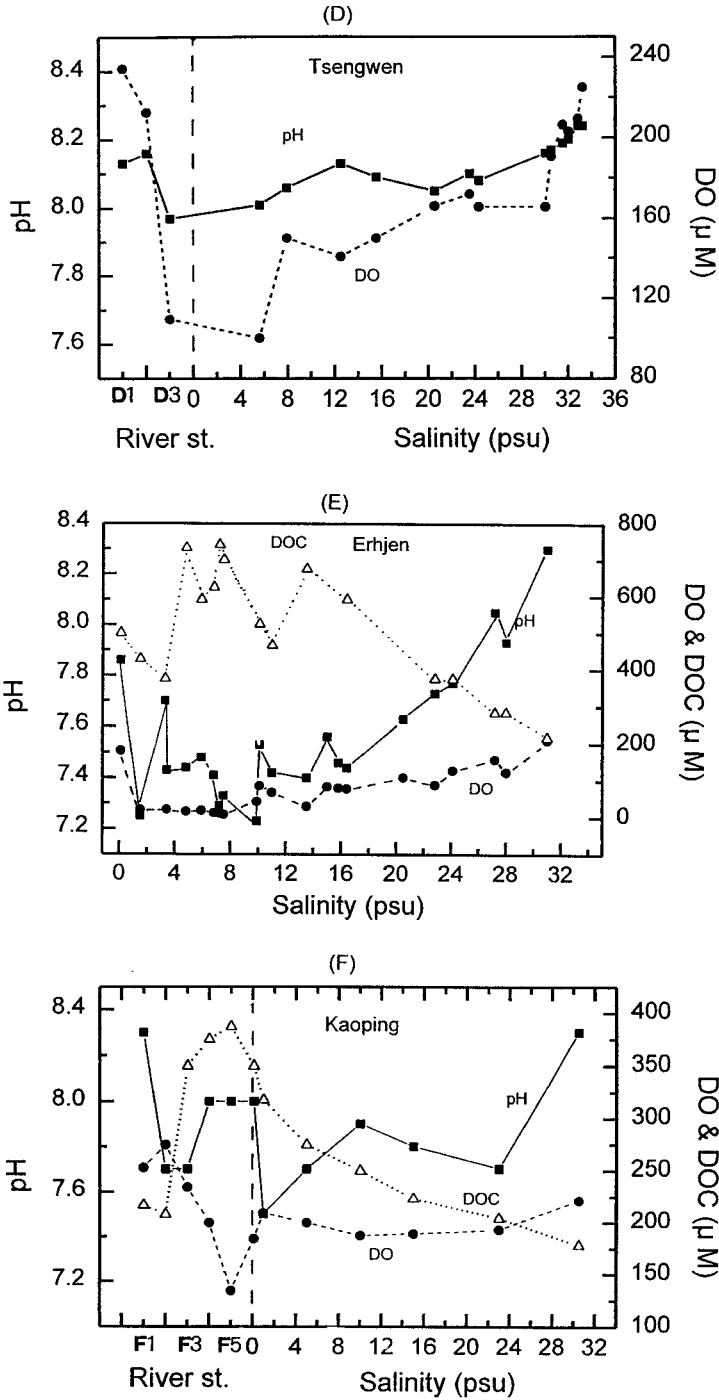 (D)
Tsengwen
pH
DO
8.4
8.2
8.0
7.8
7.6
pH
240
200
160
120
80
DO (μ M)
D1 D3 0 4 8 12 16 20 24 28 32 36
River st. Salinity (psu)
(E)
DOC Erhjen
pH
DO
8.4
8.2
8.0
7.8
7.6
7.4
7.2
pH
800
600
400
200
0
DO & DOC (μ M)
0 4 8 12 16 20 24 28 32
Salinity (psu)
(F)
Kaoping
pH
DOC
DO
8.4
8.0
7.6
7.2
pH
400
350
300
250
200
150
100
DO & DOC (μ M)
F1 F3 F5 0 4 8 12 16 19 23 27 31
River st. Salinity (psu)